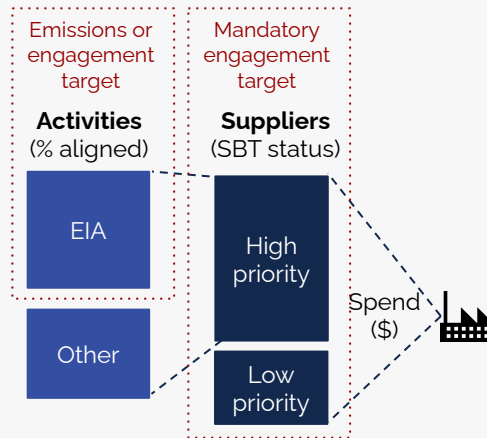 Emissions or
engagement
target
Mandatory
engagement
target
Activities
(% aligned)
Suppliers
(SBT status)
EIA
Other
High
priority
Low
priority
Spend
($)